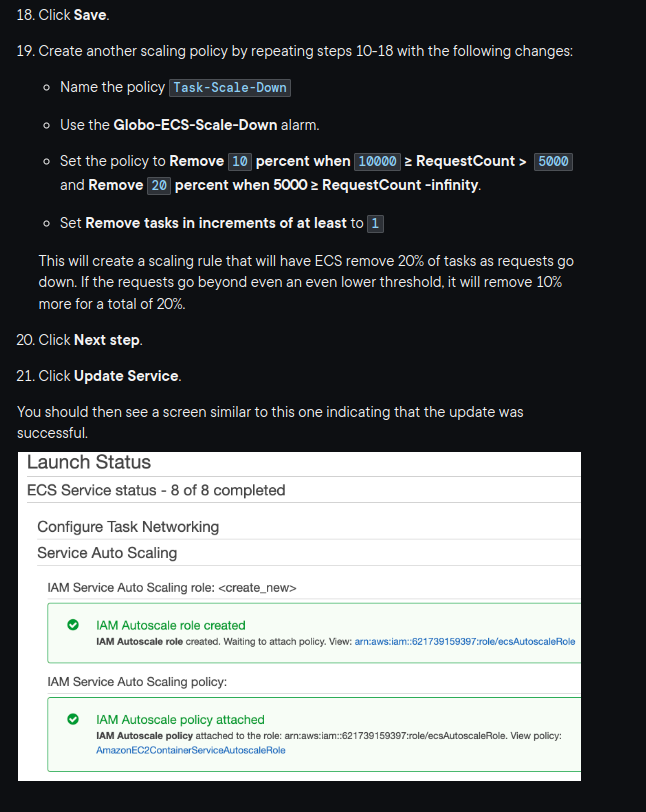 18. Click Save.
19. Create another scaling policy by repeating steps 10-18 with the following changes:
Name the policy Task-Scale-Down
Use the Globo-ECS-Scale-Down alarm.
Set the policy to Remove 10 percent when 10000 ≥ RequestCount > 5000
and Remove 20 percent when 5000 ≥ RequestCount -infinity.
Set Remove tasks in increments of at least to 1
This will create a scaling rule that will have ECS remove 20% of tasks as requests go
down. If the requests go beyond even an even lower threshold, it will remove 10%
more for a total of 20%.
20. Click Next step.
21. Click Update Service.
You should then see a screen similar to this one indicating that the update was
successful.
Launch Status
ECS Service status - 8 of 8 completed
Configure Task Networking
Service Auto Scaling
IAM Service Auto Scaling role: <create_new>
IAM Autoscale role created
IAM Autoscale role created. Waiting to attach policy. View: arn:aws:iam::621739159397:role/ecsAutoscaleRole
IAM Service Auto Scaling policy:
IAM Autoscale policy attached
IAM Autoscale policy attached to the role: arn:aws:iam::621739159397:role/ecsAutoscaleRole. View policy:
AmazonEC2ContainerServiceAutoscaleRole